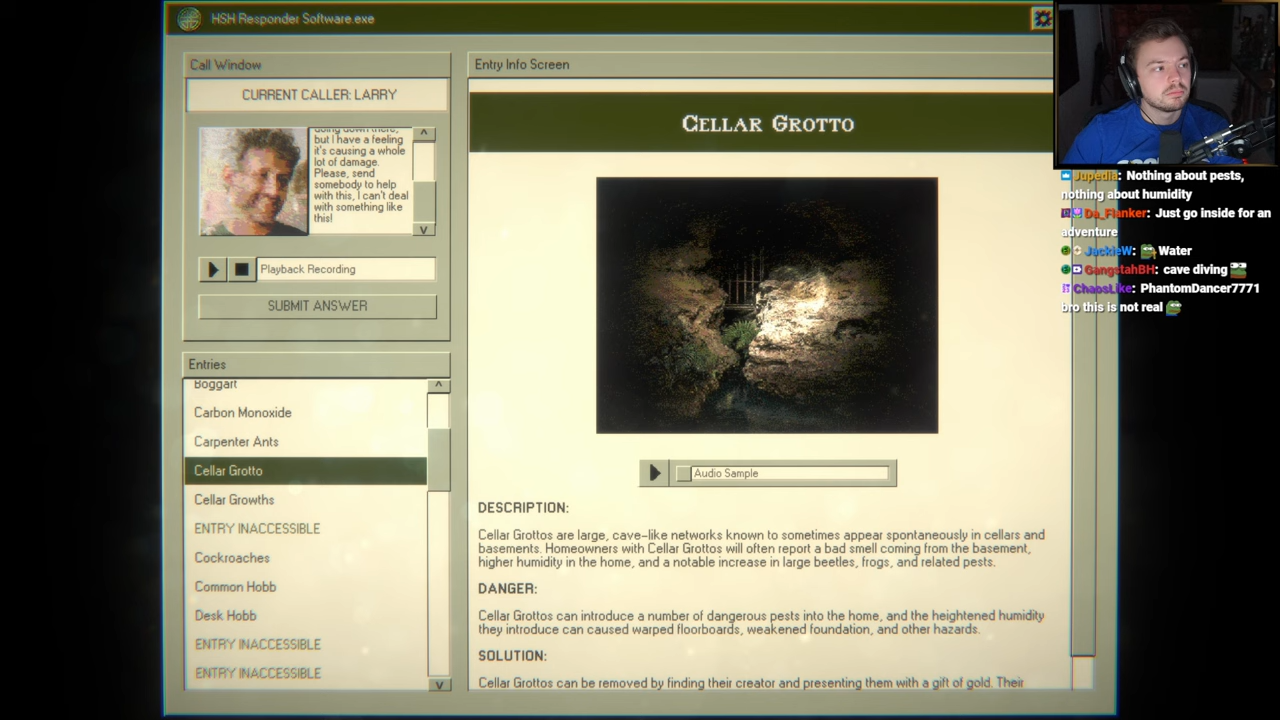 HSH Responder Software.exe
Call Window
CURRENT CALLER: LARRY
going down there,
but I have a feeling
it's causing a whole
lot of damage.
Please, send
somebody to help
with this, I can't deal
with something like
this!
Playback Recording
SUBMIT ANSWER
Entries
Boggart
Carbon Monoxide
Carpenter Ants
Cellar Grotto
Cellar Growths
ENTRY INACCESSIBLE
Cockroaches
Common Hobb
Desk Hobb
ENTRY INACCESSIBLE
ENTRY INACCESSIBLE
Entry Info Screen
Cellar Grotto
Audio Sample
DESCRIPTION:
Cellar Grottos are large, cave-like networks known to sometimes appear spontaneously in cellars and
basements. Homeowners with Cellar Grottos will often report a bad smell coming from the basement,
higher humidity in the home, and a notable increase in large beetles, frogs, and related pests.
DANGER:
Cellar Grottos can introduce a number of dangerous pests into the home, and the heightened humidity
they introduce can caused warped floorboards, weakened foundation, and other hazards.
SOLUTION:
Cellar Grottos can be removed by finding their creator and presenting them with a gift of gold. Their
Jupedia: Nothing about pests,
nothing about humidity
Da_Flanker: Just go inside for an
adventure
JackieW: Water
GangstahBH: cave diving
ChaosLike: PhantomDancer7771
bro this is not real